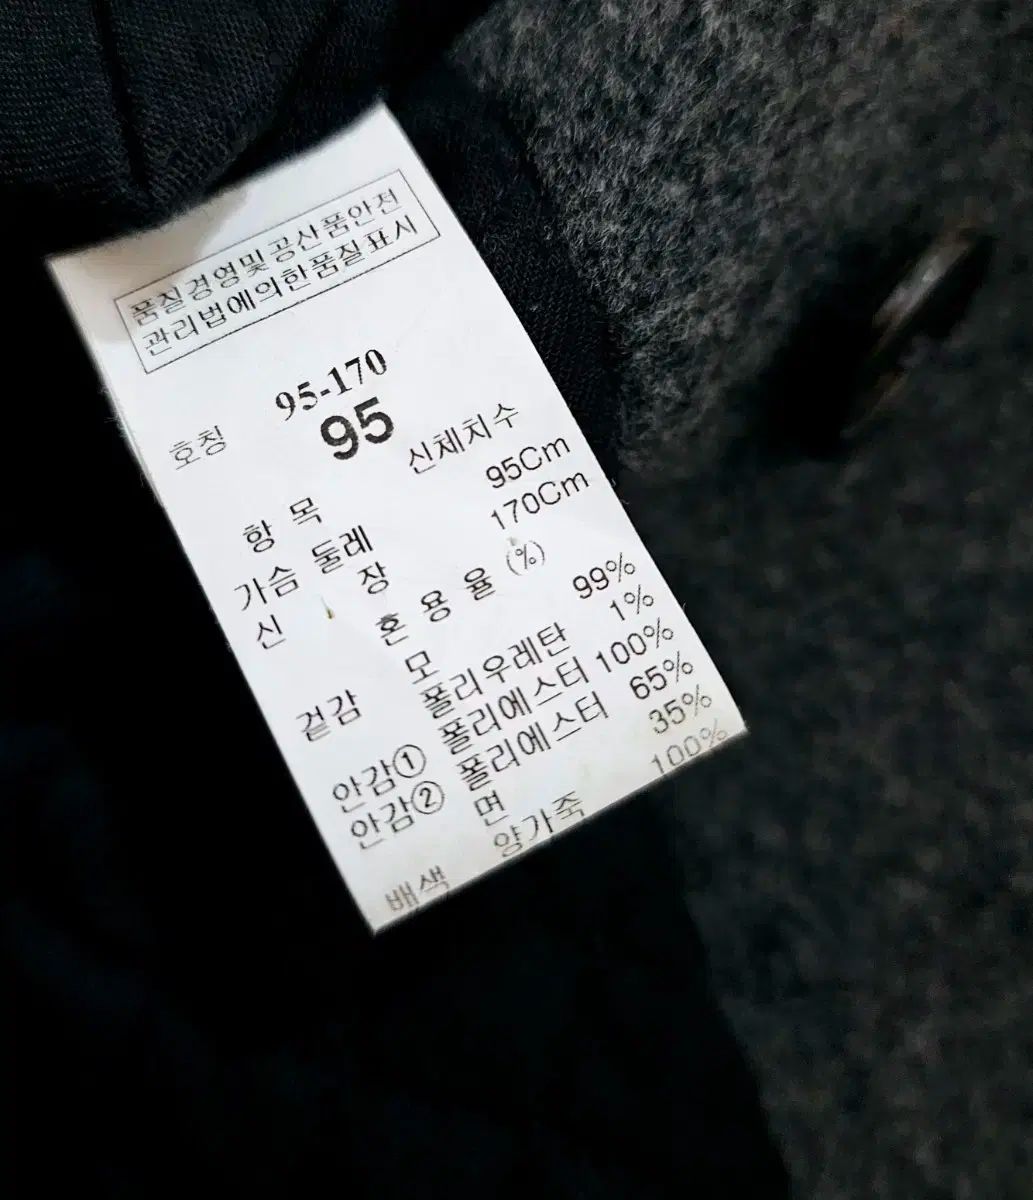 품질경영및공산품안전
관리법에의한품질표시
95-170
호칭 95
항 목 신체치수
가슴 둘레 95Cm
신 장 170Cm
혼 용 율 (%)
겉감 모 99%
폴리우레탄 1%
안감① 폴리에스터 100%
안감② 폴리에스터 65%
면 35%
배색 양가죽 100%